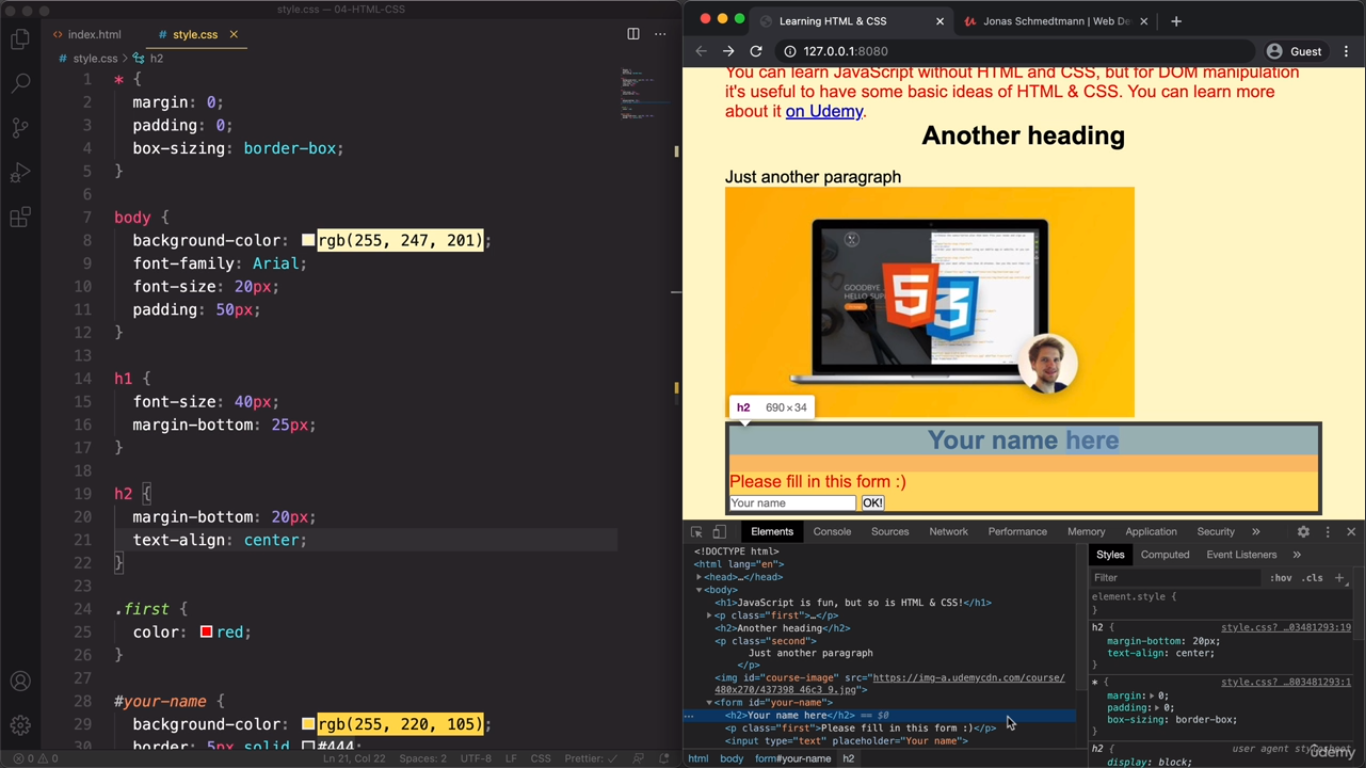 style.css — 04-HTML-CSS
index.html
style.css
style.css > h2
1 * {
2 margin: 0;
3 padding: 0;
4 box-sizing: border-box;
5 }
6
7 body {
8 background-color: rgb(255, 247, 201);
9 font-family: Arial;
10 font-size: 20px;
11 padding: 50px;
12 }
13
14 h1 {
15 font-size: 40px;
16 margin-bottom: 25px;
17 }
18
19 h2 {
20 margin-bottom: 20px;
21 text-align: center;
22 }
23
24 .first {
25 color: red;
26 }
27
28 #your-name {
29 background-color: rgb(255, 220, 105);
30 border: 5px solid #444;
0 0
Ln 21, Col 22 Spaces: 2 UTF-8 LF CSS Prettier: ✓
Learning HTML & CSS
Jonas Schmedtmann | Web De
127.0.0.1:8080
Guest
You can learn JavaScript without HTML and CSS, but for DOM manipulation
it's useful to have some basic ideas of HTML & CSS. You can learn more
about it on Udemy.
Another heading
Just another paragraph
GOODBYE
5
3
h2 690×34
Your name here
Please fill in this form :)
Your name OK!
Elements Console Sources Network Performance Memory Application Security »
<!DOCTYPE html>
<html lang="en">
<head>…</head>
<body>
<h1>JavaScript is fun, but so is HTML & CSS!</h1>
<p class="first">…</p>
<h2>Another heading</h2>
<p class="second">
Just another paragraph
</p>
<img id="course-image" src="https://img-a.udemycdn.com/course/
480x270/437398_46c3_9.jpg">
<form id="your-name">
<h2>Your name here</h2> == $0
<p class="first">Please fill in this form :)</p>
<input type="text" placeholder="Your name">
html body form#your-name h2
Styles Computed Event Listeners »
Filter :hov .cls +
element.style {
}
h2 { style.css? …03481293:19
margin-bottom: 20px;
text-align: center;
}
* { style.css? …803481293:1
margin: 0;
padding: 0;
box-sizing: border-box;
}
h2 { user agent stylesheet
display: block;
Udemy